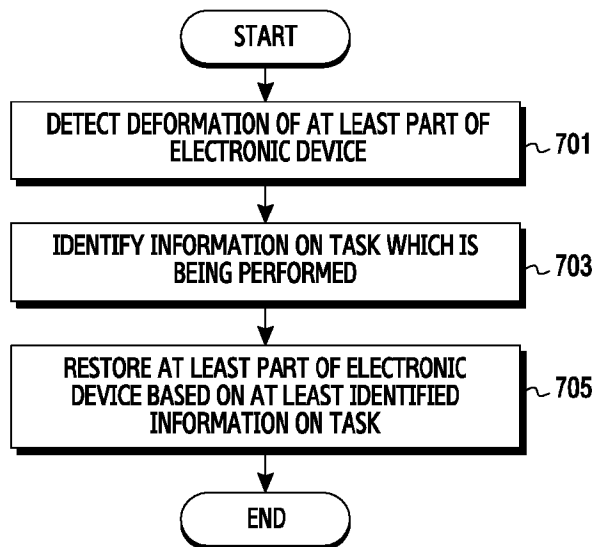 START
DETECT DEFORMATION OF AT LEAST PART OF
ELECTRONIC DEVICE
701
IDENTIFY INFORMATION ON TASK WHICH IS
BEING PERFORMED
703
RESTORE AT LEAST PART OF ELECTRONIC
DEVICE BASED ON AT LEAST IDENTIFIED
INFORMATION ON TASK
705
END